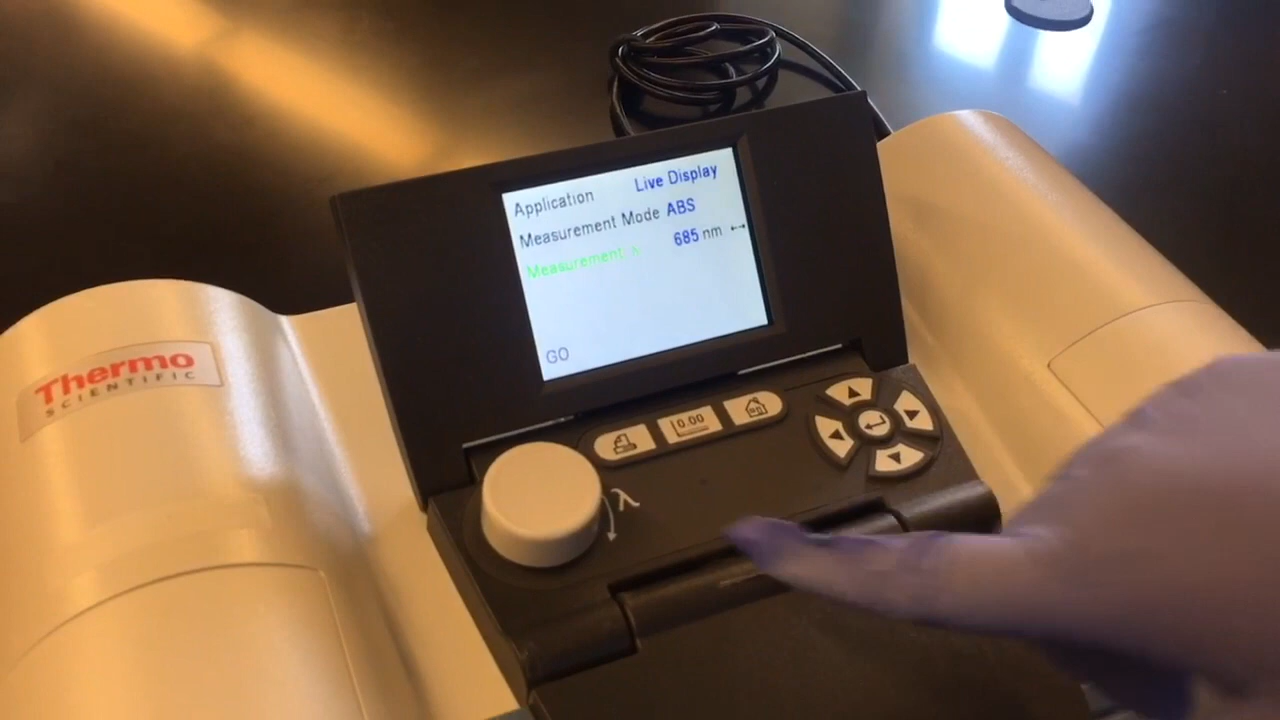 Application Live Display
Measurement Mode ABS
Measurement λ 685 nm
GO
Thermo
SCIENTIFIC
0.00
λ